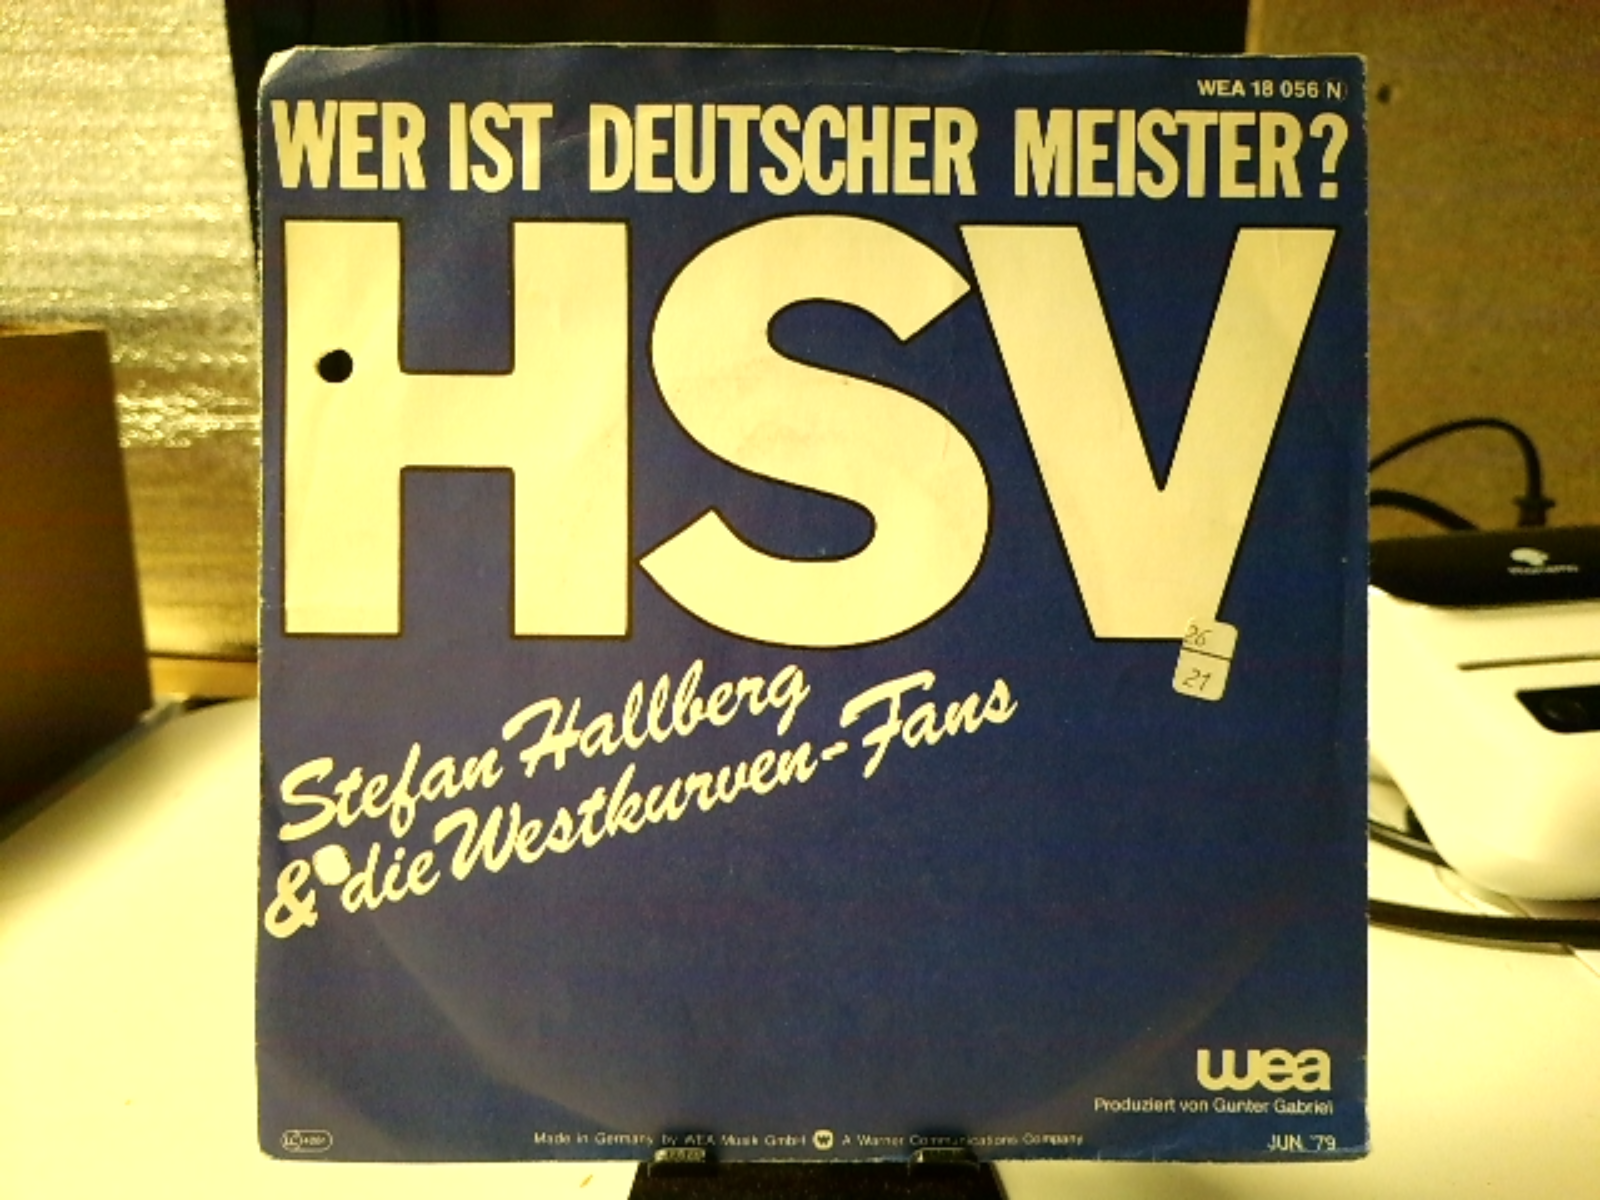 WEA 18 056 N
WER IST DEUTSCHER MEISTER?
HSV
26
21
Stefan Hallberg
& die Westkurven-Fans
wea
Produziert von Gunter Gabriel
LC
Made in Germany by WEA Musik GmbH W A Warner Communications Company
JUN. '79